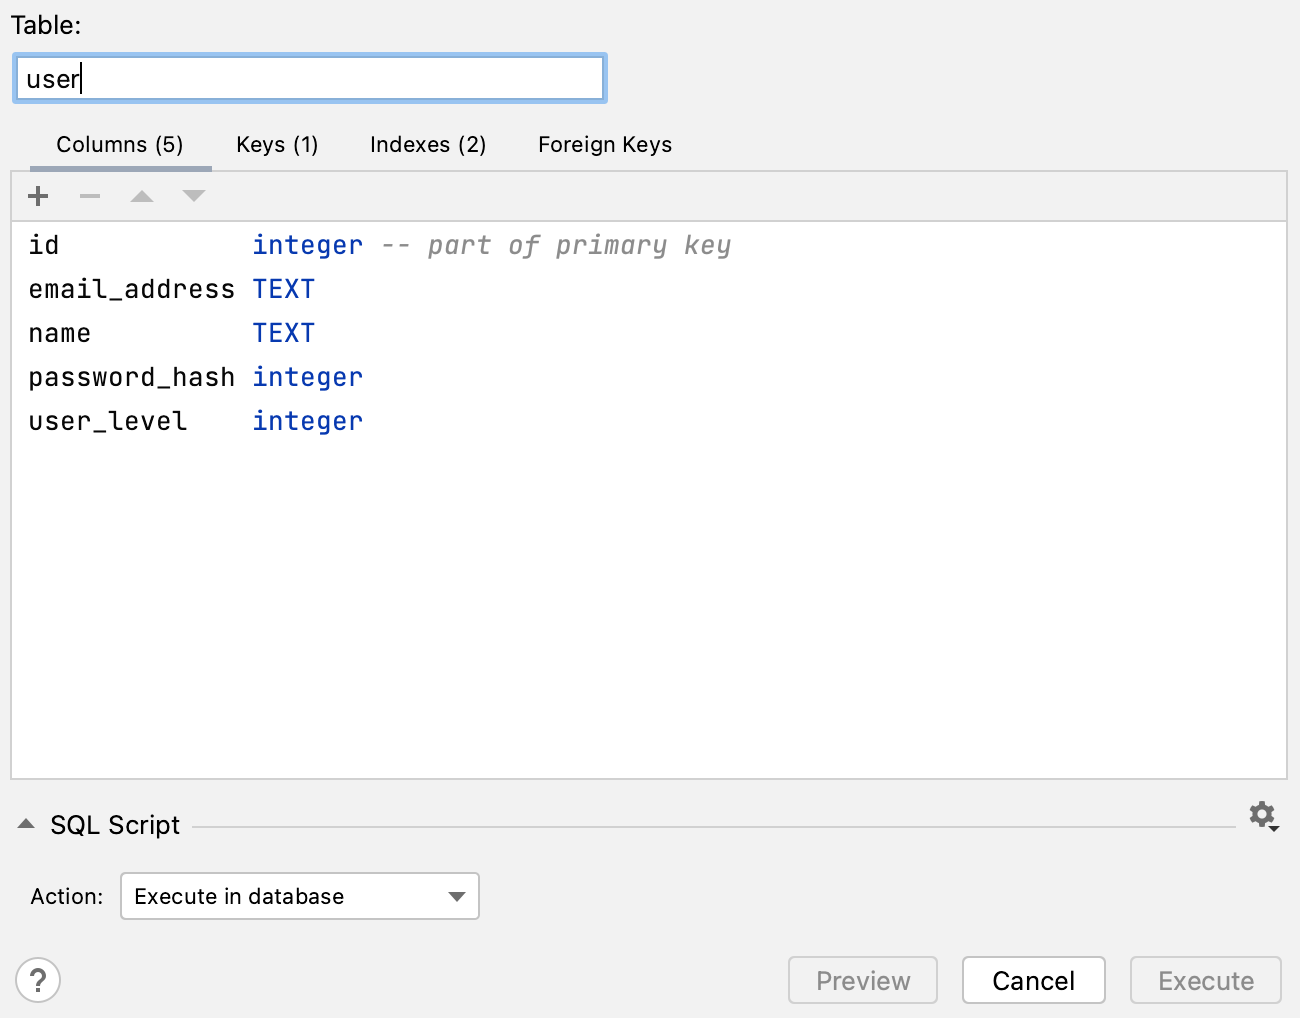 Table:
user
Columns (5) Keys (1) Indexes (2) Foreign Keys
id integer -- part of primary key
email_address TEXT
name TEXT
password_hash integer
user_level integer
SQL Script
Action: Execute in database
? Preview Cancel Execute